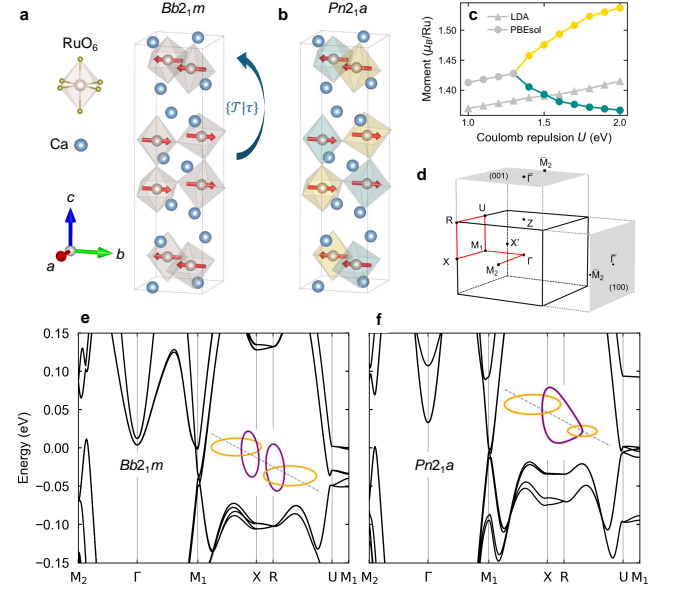 a
Bb2₁m
b
Pn2₁a
c
RuO₆
Ca
{𝒯|τ}
c
a
b
Moment (μ_B/Ru)
1.50
1.45
1.40
LDA
PBEsol
1.0
1.5
2.0
Coulomb repulsion U (eV)
d
(001)
Γ̄
M̄₂
R
U
Z
M₁
X'
X
M₂
Γ
Γ̄
M̄₂
(100)
e
f
Energy (eV)
0.15
0.10
0.05
0.00
−0.05
−0.10
−0.15
Bb2₁m
Pn2₁a
M₂ Γ M₁ X R U M₁
M₂ Γ M₁ X R U M₁